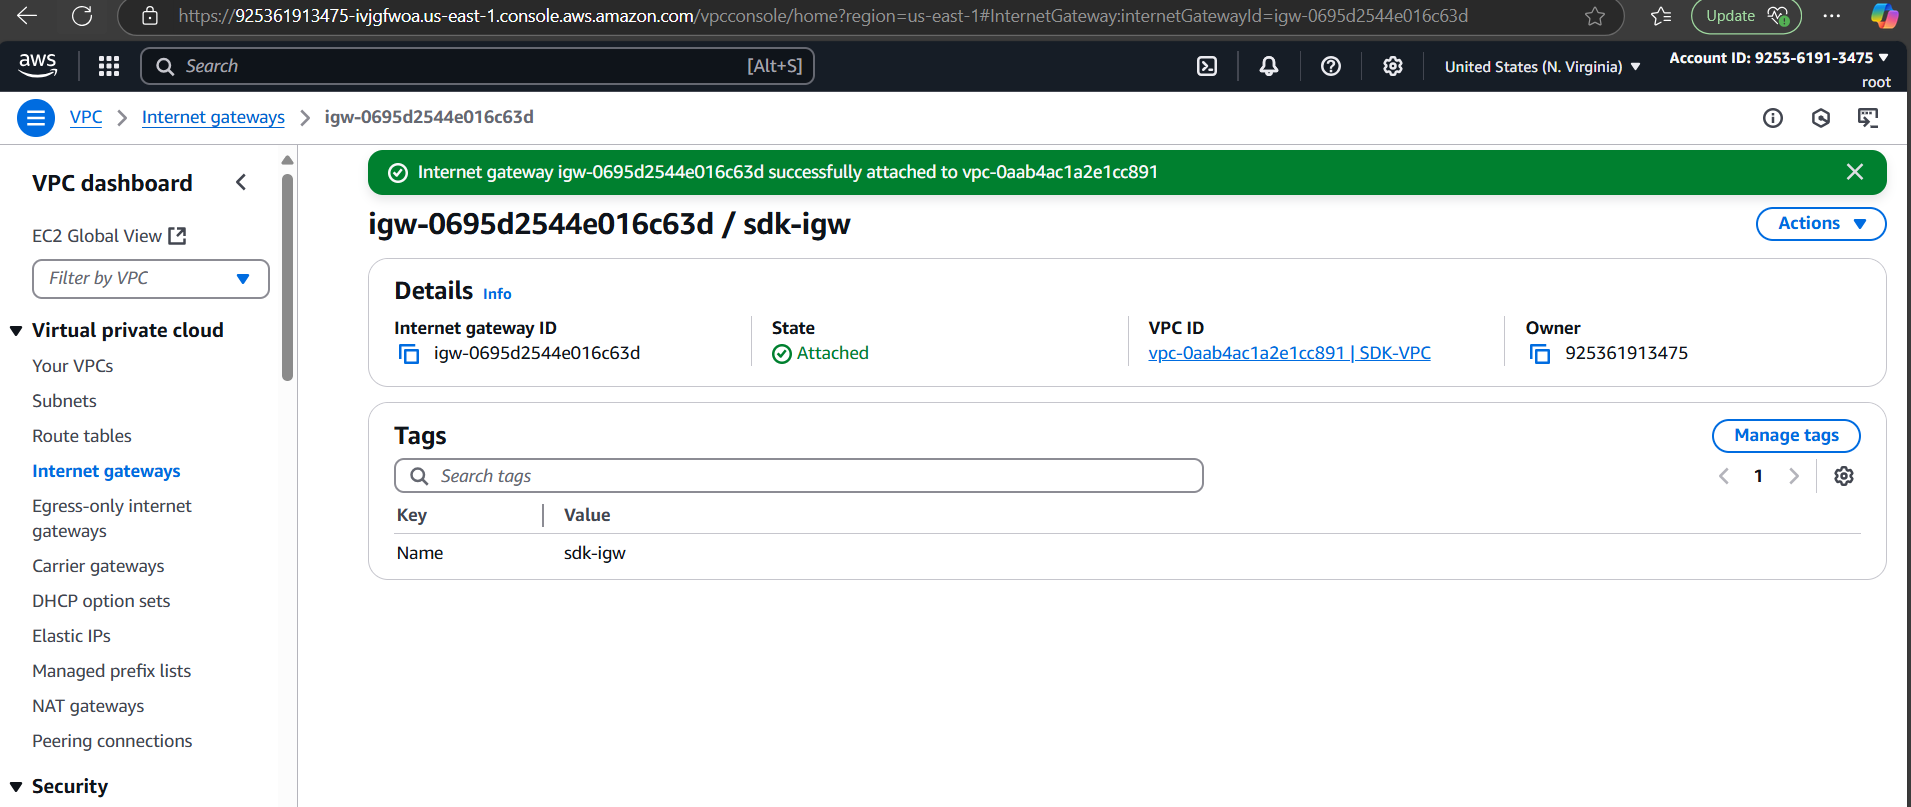 https://925361913475-ivjgfwoa.us-east-1.console.aws.amazon.com/vpcconsole/home?region=us-east-1#InternetGateway:internetGatewayId=igw-0695d2544e016c63d
Update
aws
Search
[Alt+S]
United States (N. Virginia)
Account ID: 9253-6191-3475
root
VPC
Internet gateways
igw-0695d2544e016c63d
VPC dashboard
EC2 Global View
Filter by VPC
Virtual private cloud
Your VPCs
Subnets
Route tables
Internet gateways
Egress-only internet
gateways
Carrier gateways
DHCP option sets
Elastic IPs
Managed prefix lists
NAT gateways
Peering connections
Security
Internet gateway igw-0695d2544e016c63d successfully attached to vpc-0aab4ac1a2e1cc891
igw-0695d2544e016c63d / sdk-igw
Actions
Details Info
Internet gateway ID
igw-0695d2544e016c63d
State
Attached
VPC ID
vpc-0aab4ac1a2e1cc891 | SDK-VPC
Owner
925361913475
Tags
Manage tags
Search tags
1
Key
Value
Name
sdk-igw